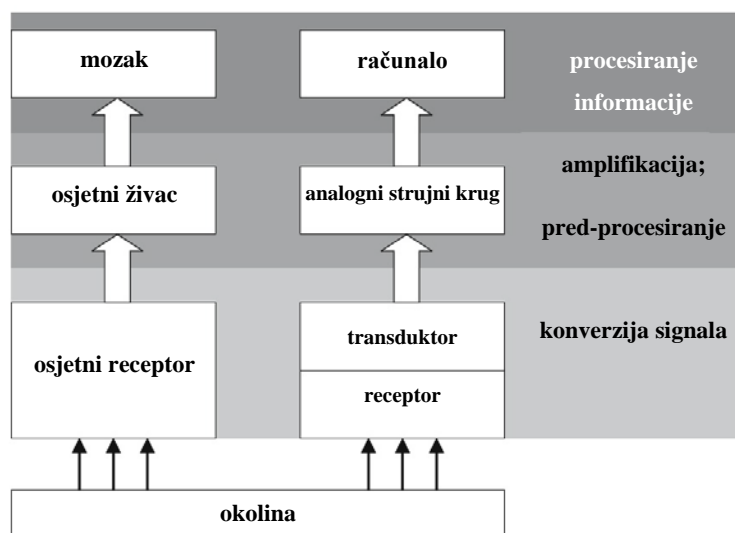 mozak
računalo
procesiranje
informacije
osjetni živac
analogni strujni krug
amplifikacija;
pred-procesiranje
osjetni receptor
transduktor
receptor
konverzija signala
okolina